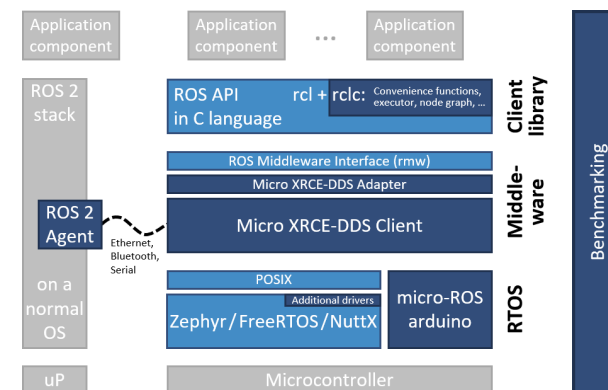 Application
component
Application
component
...
Application
component
ROS 2
stack
ROS API
in C language
rcl + rclc:
Convenience functions,
executor, node graph, ...
Client
library
ROS Middleware Interface (rmw)
Micro XRCE-DDS Adapter
Micro XRCE-DDS Client
Middle-
ware
ROS 2
Agent
Ethernet,
Bluetooth,
Serial
on a
normal
OS
POSIX
Additional drivers
Zephyr/FreeRTOS/NuttX
micro-ROS
arduino
RTOS
uP
Microcontroller
Benchmarking